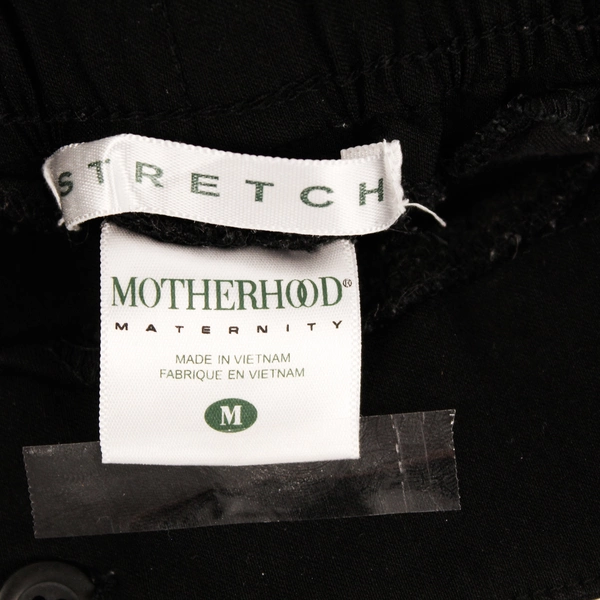 STRETCH
MOTHERHOOD®
MATERNITY
MADE IN VIETNAM
FABRIQUE EN VIETNAM
M